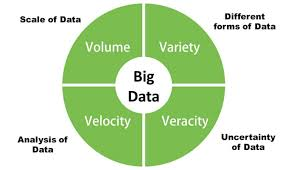 Scale of Data
Different
forms of Data
Volume
Variety
Big
Data
Velocity
Veracity
Analysis of
Data
Uncertainty
of Data